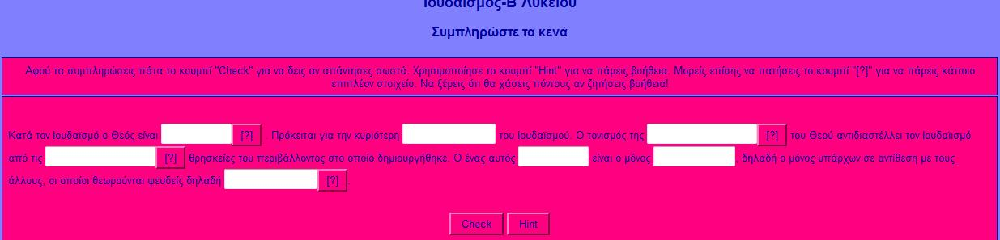 Ιουδαϊσμός-Β Λυκείου
Συμπληρώστε τα κενά
Αφού τα συμπληρώσεις πάτα το κουμπί "Check" για να δεις αν απάντησες σωστά. Χρησιμοποίησε το κουμπί "Hint" για να πάρεις βοήθεια. Μορείς επίσης να πατήσεις το κουμπί "[?]" για να πάρεις κάποιο
επιπλέον στοιχείο. Να ξέρεις ότι θα χάσεις πόντους αν ζητήσεις βοήθεια!
Κατά τον Ιουδαϊσμό ο Θεός είναι [?] . Πρόκειται για την κυριότερη του Ιουδαϊσμού. Ο τονισμός της [?] του Θεού αντιδιαστέλλει τον Ιουδαϊσμό
από τις [?] θρησκείες του περιβάλλοντος στο οποίο δημιουργήθηκε. Ο ένας αυτός είναι ο μόνος , δηλαδή ο μόνος υπάρχων σε αντίθεση με τους
άλλους, οι οποίοι θεωρούνται ψευδείς δηλαδή [?] .
Check Hint